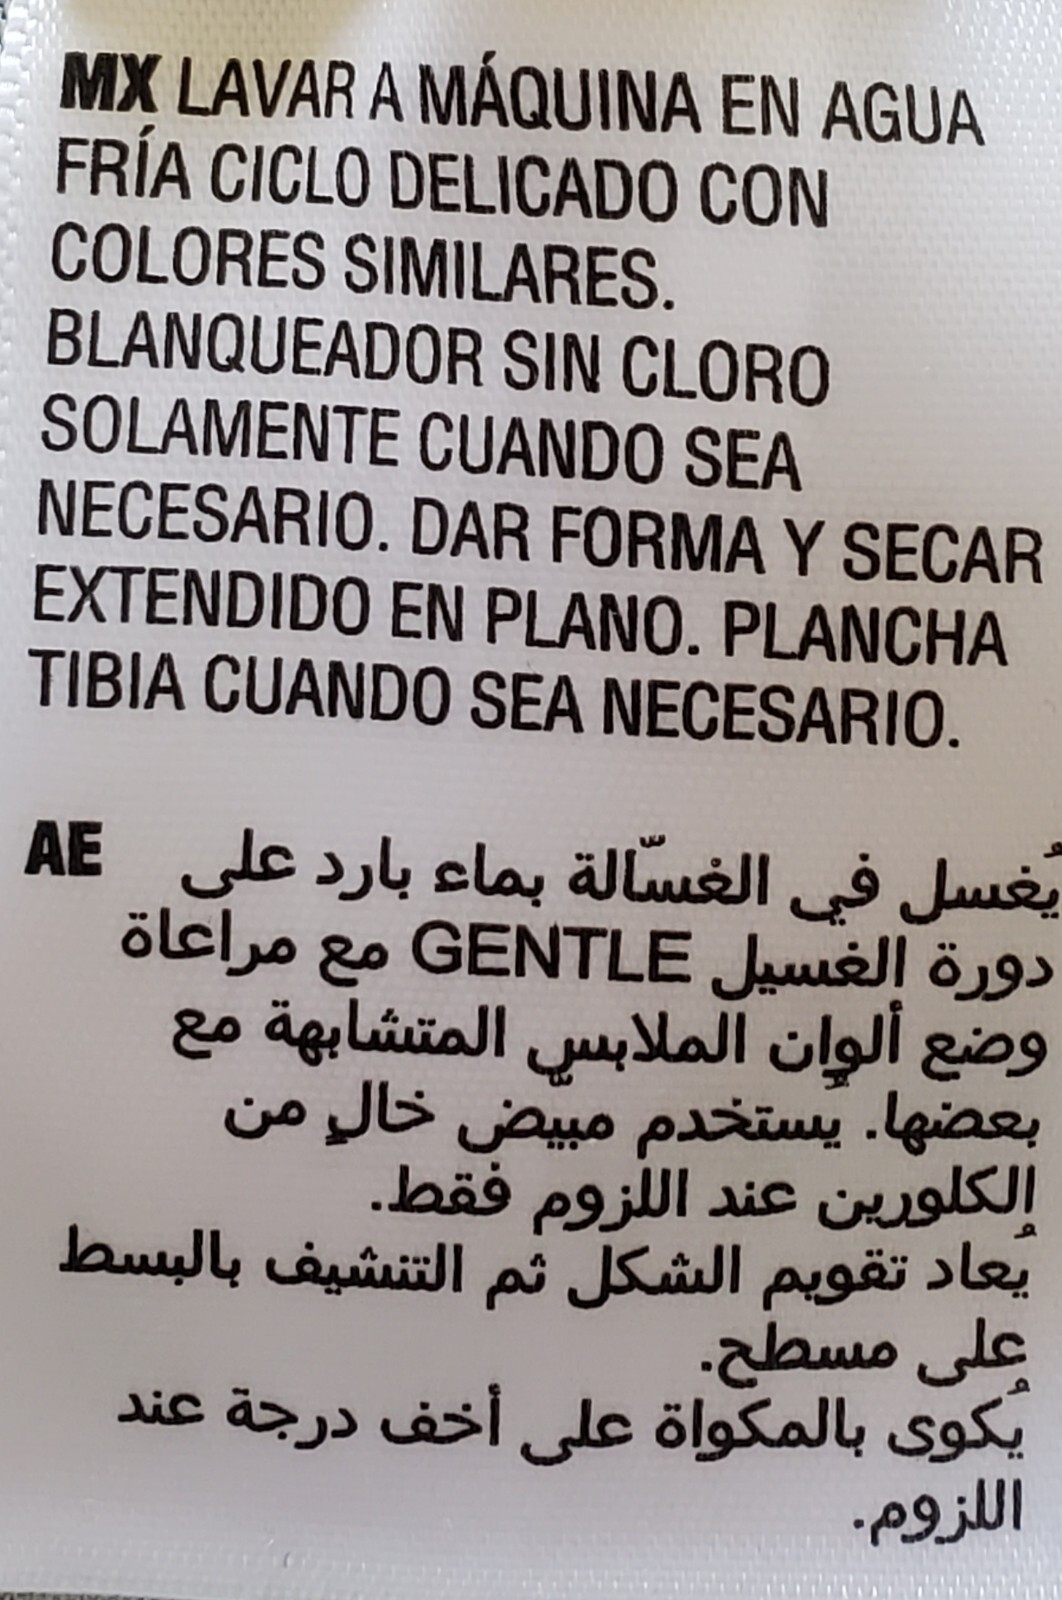 MX LAVAR A MÁQUINA EN AGUA
FRÍA CICLO DELICADO CON
COLORES SIMILARES.
BLANQUEADOR SIN CLORO
SOLAMENTE CUANDO SEA
NECESARIO. DAR FORMA Y SECAR
EXTENDIDO EN PLANO. PLANCHA
TIBIA CUANDO SEA NECESARIO.
AE يُغسل في الغسّالة بماء بارد على
دورة الغسيل GENTLE مع مراعاة
وضع ألوان الملابس المتشابهة مع
بعضها. يُستخدم مبيّض خالٍ من
الكلورين عند اللزوم فقط.
يُعاد تقويم الشكل ثم التنشيف بالبسط
على مسطح.
يُكوى بالمكواة على أخف درجة عند
اللزوم.